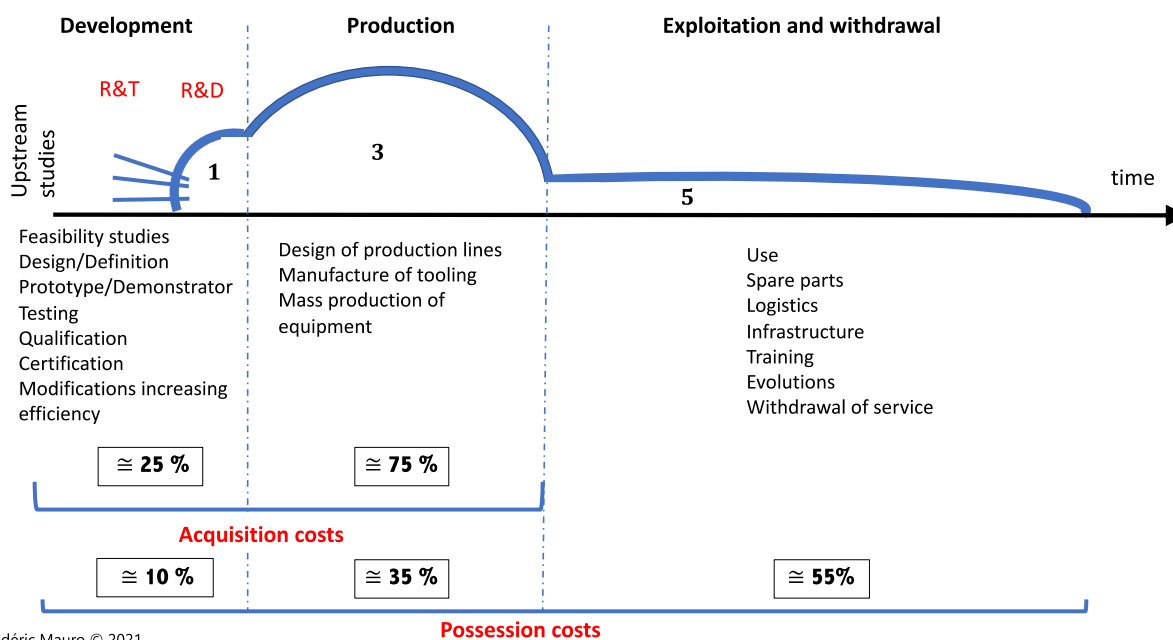 Development
Production
Exploitation and withdrawal
R&T
R&D
Upstream
studies
1
3
5
time
Feasibility studies
Design/Definition
Prototype/Demonstrator
Testing
Qualification
Certification
Modifications increasing
efficiency
Design of production lines
Manufacture of tooling
Mass production of
equipment
Use
Spare parts
Logistics
Infrastructure
Training
Evolutions
Withdrawal of service
≅ 25 %
≅ 75 %
Acquisition costs
≅ 10 %
≅ 35 %
≅ 55%
Possession costs
Mauro © 2021